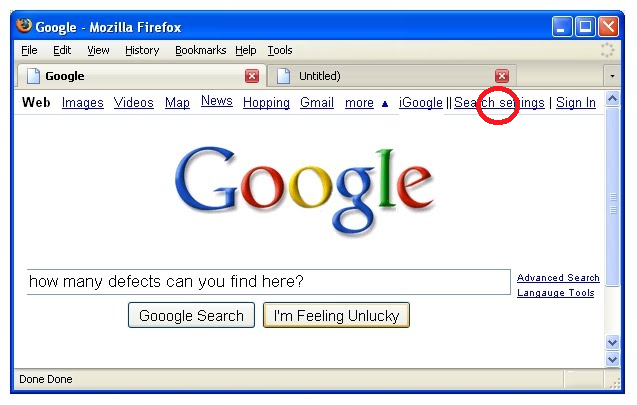 Google - Mozilla Firefox
File Edit View History Bookmarks Help Tools
Google Untitled)
Web Images Videos Map News Hopping Gmail more ▲ iGoogle || Search settings | Sign In
Google
how many defects can you find here?
Advanced Search
Langauge Tools
Gooogle Search I'm Feeling Unlucky
Done Done